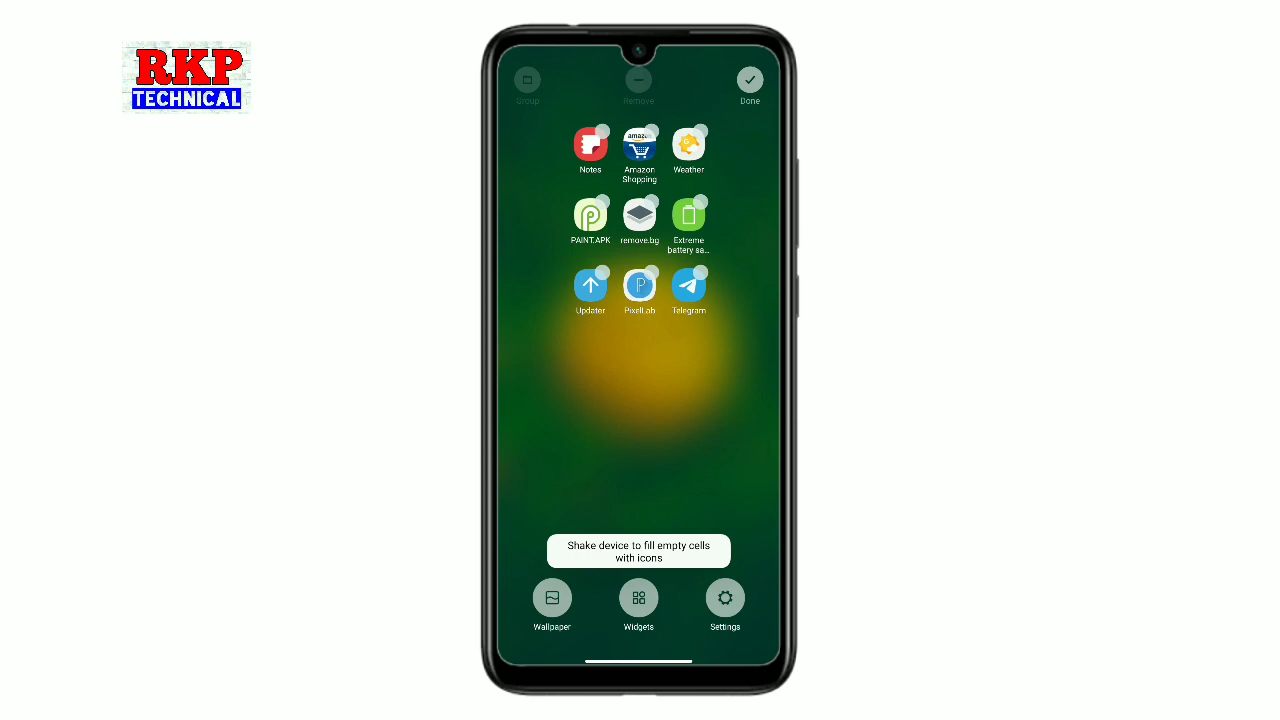 RKP
TECHNICAL
Group
Remove
Done
Notes
amazon
Amazon
Shopping
Weather
PAINT.APK
remove.bg
Extreme
battery sa...
Updater
PixelLab
Telegram
Shake device to fill empty cells
with icons
Wallpaper
Widgets
Settings